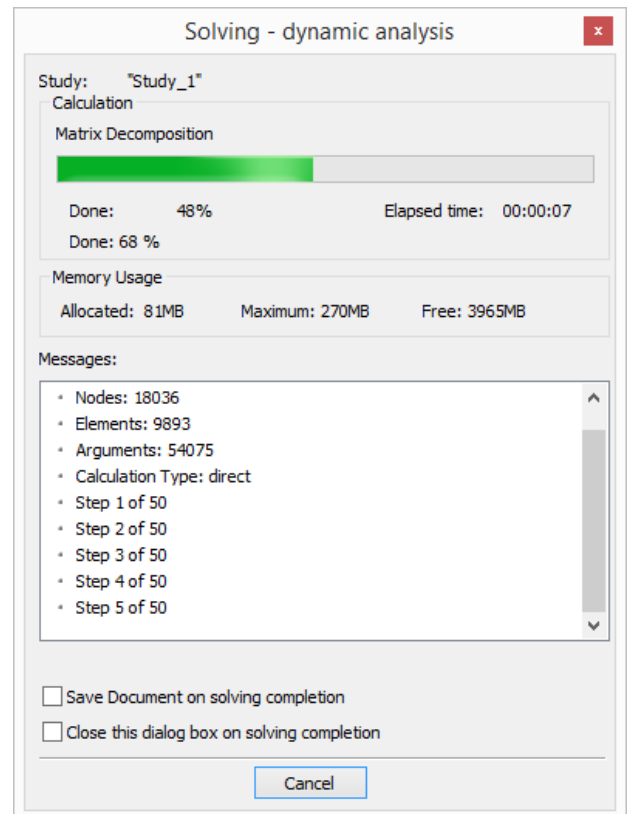 Solving - dynamic analysis
x
Study: "Study_1"
Calculation
Matrix Decomposition
Done: 48% Elapsed time: 00:00:07
Done: 68 %
Memory Usage
Allocated: 81MB Maximum: 270MB Free: 3965MB
Messages:
Nodes: 18036
Elements: 9893
Arguments: 54075
Calculation Type: direct
Step 1 of 50
Step 2 of 50
Step 3 of 50
Step 4 of 50
Step 5 of 50
Save Document on solving completion
Close this dialog box on solving completion
Cancel